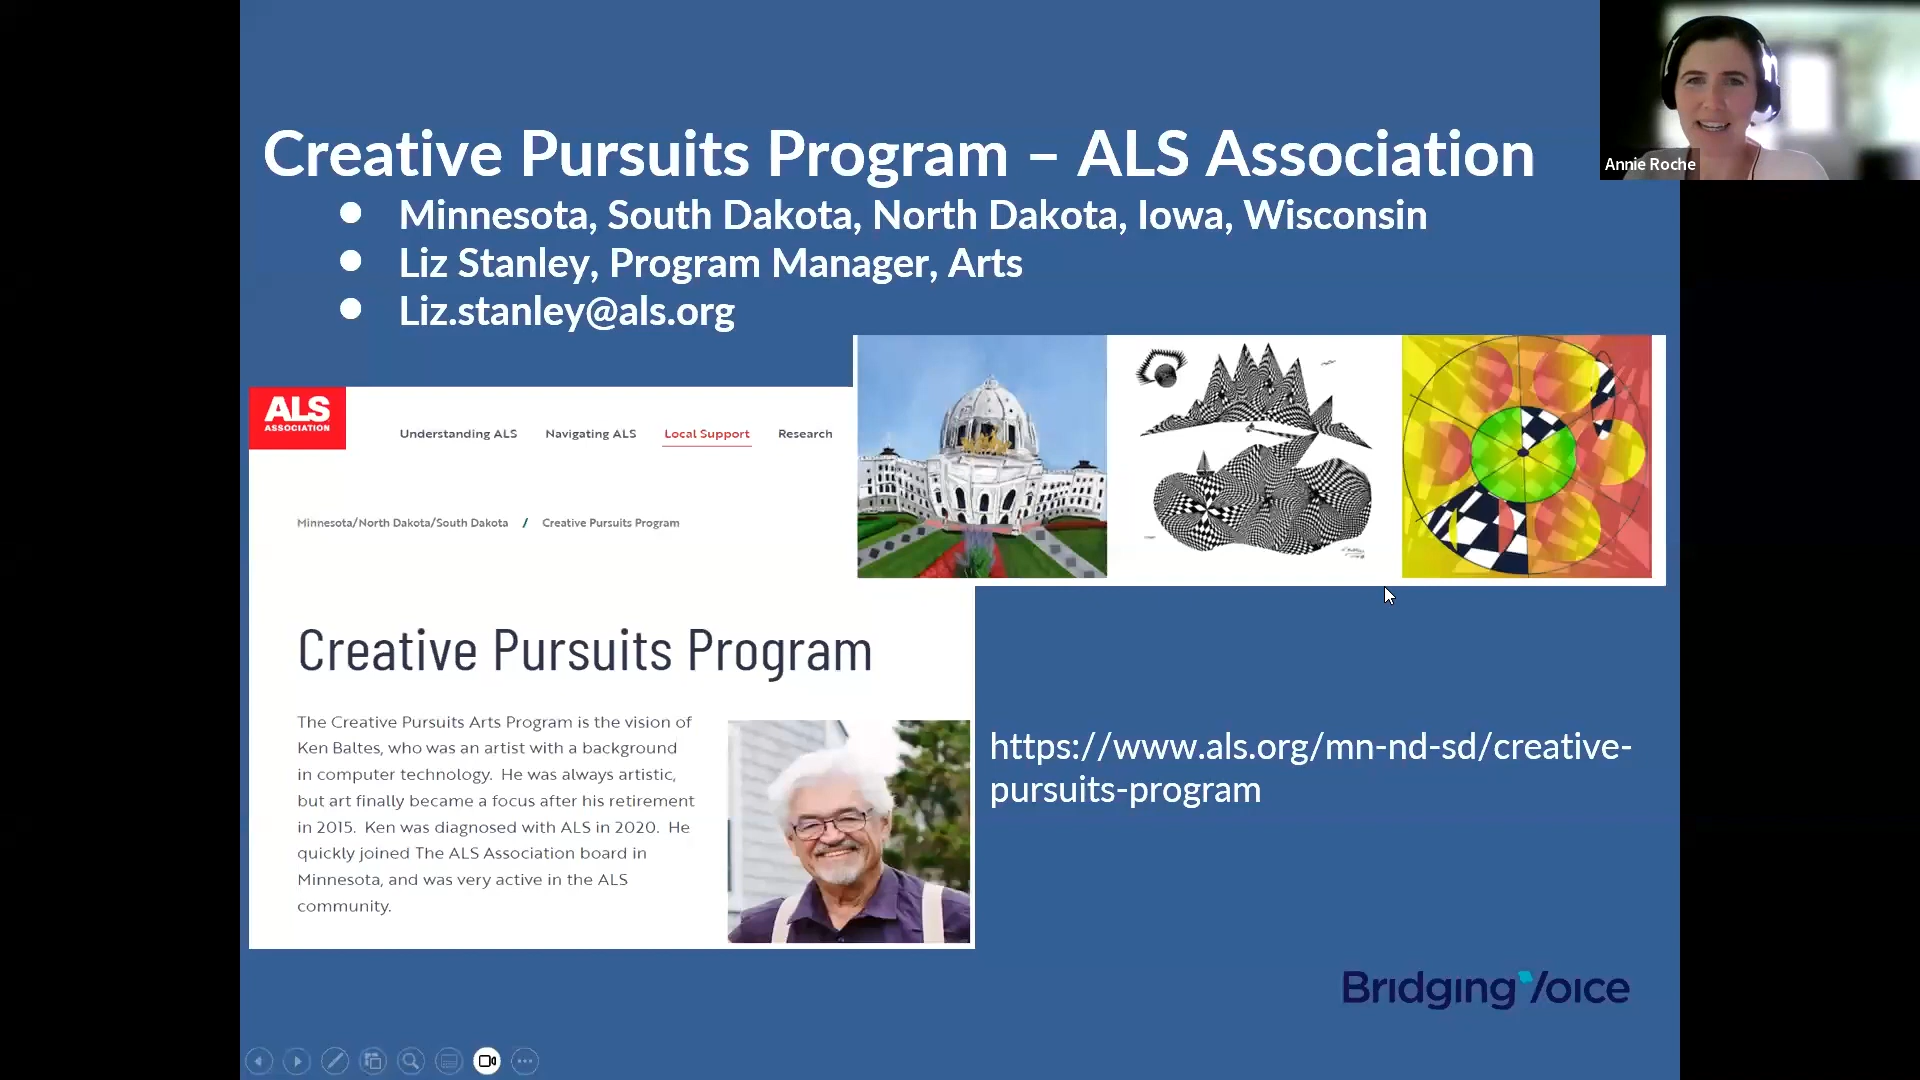 Creative Pursuits Program – ALS Association
● Minnesota, South Dakota, North Dakota, Iowa, Wisconsin
● Liz Stanley, Program Manager, Arts
● Liz.stanley@als.org
Annie Roche
ALS
ASSOCIATION
Understanding ALS Navigating ALS Local Support Research
Minnesota/North Dakota/South Dakota / Creative Pursuits Program
Creative Pursuits Program
The Creative Pursuits Arts Program is the vision of
Ken Baltes, who was an artist with a background
in computer technology. He was always artistic,
but art finally became a focus after his retirement
in 2015. Ken was diagnosed with ALS in 2020. He
quickly joined The ALS Association board in
Minnesota, and was very active in the ALS
community.
https://www.als.org/mn-nd-sd/creative-
pursuits-program
Bridging Voice